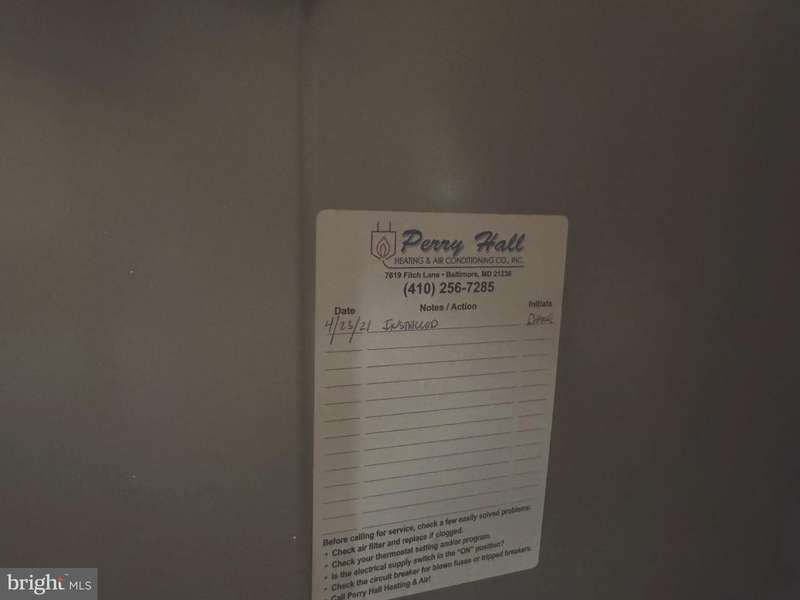 Perry Hall
HEATING & AIR CONDITIONING CO., INC.
7619 Fitch Lane • Baltimore, MD 21236
(410) 256-7285
Date Notes / Action Initials
4/23/21 INSTALLED
Before calling for service, check a few easily solved problems:
• Check air filter and replace if clogged.
• Check your thermostat setting and/or program.
• Is the electrical supply switch in the "ON" position?
• Check the circuit breaker for blown fuses or tripped breakers.
• Call Perry Hall Heating & Air!
bright MLS